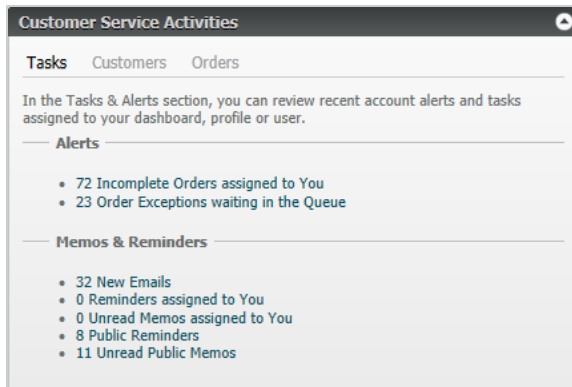 Customer Service Activities
Tasks Customers Orders
In the Tasks & Alerts section, you can review recent account alerts and tasks
assigned to your dashboard, profile or user.
Alerts
• 72 Incomplete Orders assigned to You
• 23 Order Exceptions waiting in the Queue
Memos & Reminders
• 32 New Emails
• 0 Reminders assigned to You
• 0 Unread Memos assigned to You
• 8 Public Reminders
• 11 Unread Public Memos